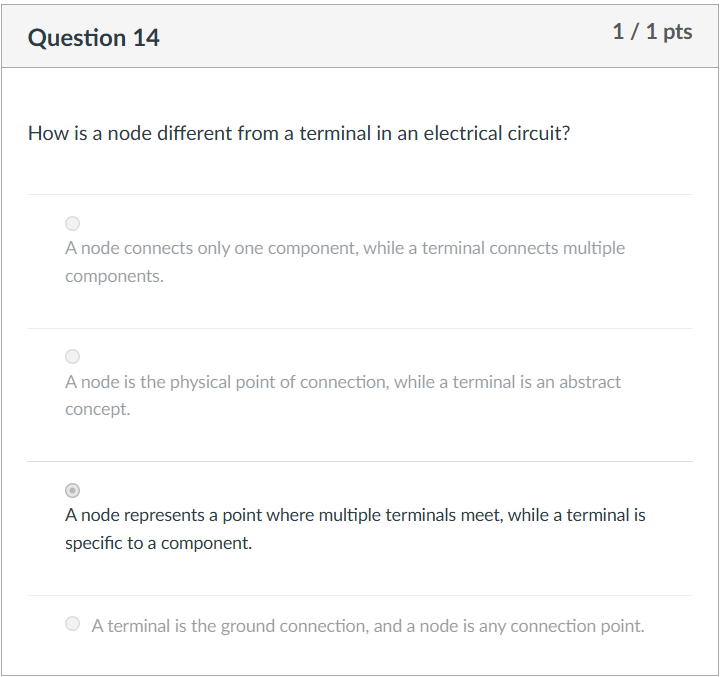 Question 14
1 / 1 pts
How is a node different from a terminal in an electrical circuit?
A node connects only one component, while a terminal connects multiple
components.
A node is the physical point of connection, while a terminal is an abstract
concept.
A node represents a point where multiple terminals meet, while a terminal is
specific to a component.
A terminal is the ground connection, and a node is any connection point.